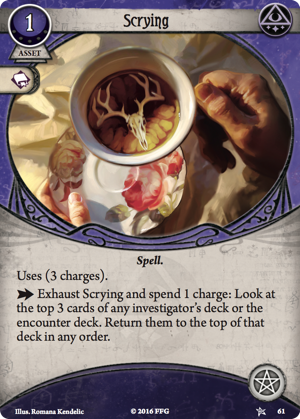 Scrying
1
ASSET
Spell.
Uses (3 charges).
Exhaust Scrying and spend 1 charge: Look at
the top 3 cards of any investigator's deck or the
encounter deck. Return them to the top of that
deck in any order.
Illus. Romana Kendelic
© 2016 FFG
61